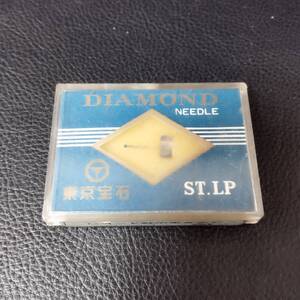 DIAMOND
NEEDLE
東京宝石
ST.LP